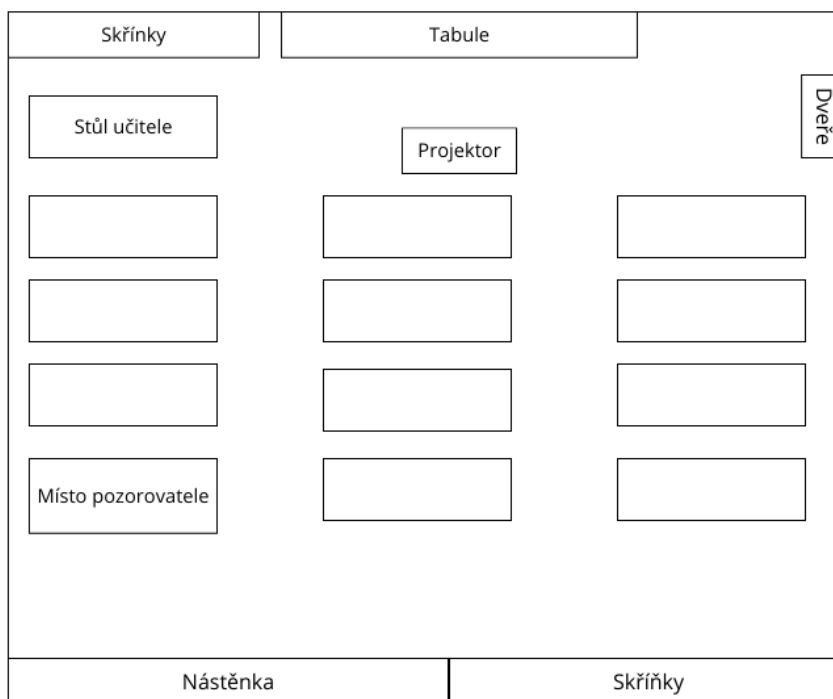 Skřínky
Tabule
Dveře
Stůl učitele
Projektor
Místo pozorovatele
Nástěnka
Skříňky